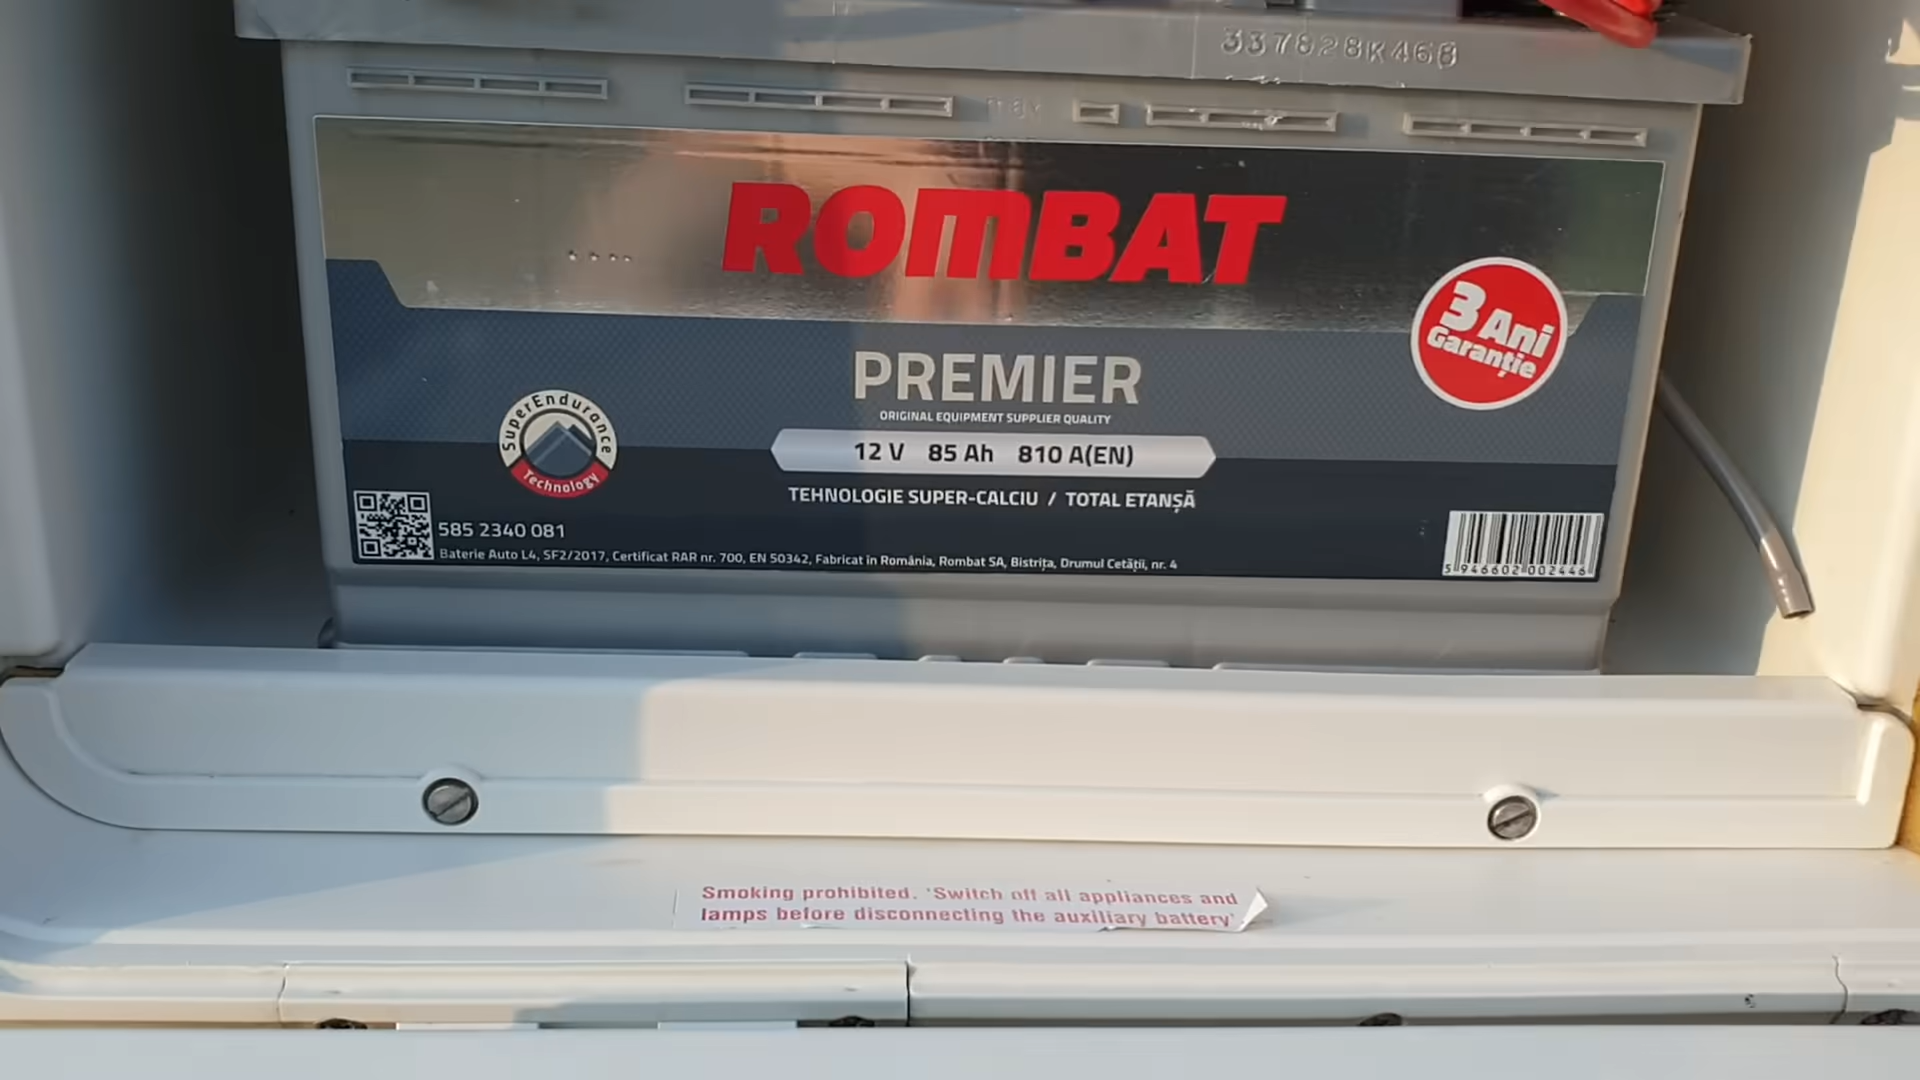 337828K468
ROMBAT
3 Ani
Garanție
PREMIER
ORIGINAL EQUIPMENT SUPPLIER QUALITY
12 V 85 Ah 810 A(EN)
TEHNOLOGIE SUPER-CALCIU / TOTAL ETANȘĂ
SuperEndurance
Technology
585 2340 081
Baterie Auto L4, SF2/2017, Certificat RAR nr. 700, EN 50342, Fabricat în România, Rombat SA, Bistrița, Drumul Cetății, nr. 4
5 946602 002446
Smoking prohibited. 'Switch off all appliances and
lamps before disconnecting the auxiliary battery'